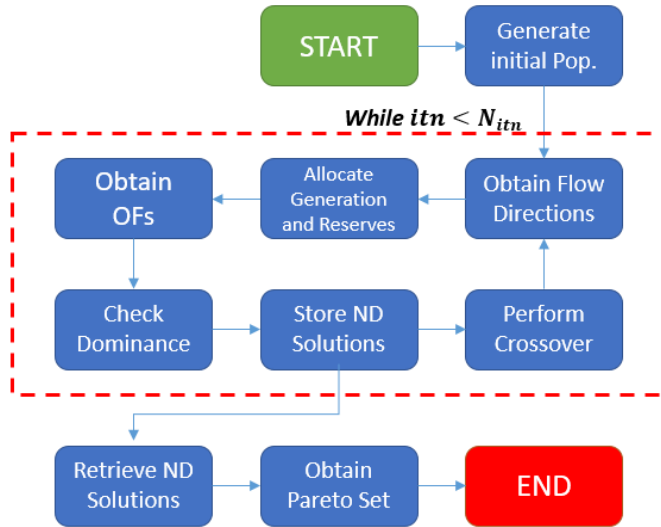 START
Generate
initial Pop.
While itn < N_itn
Obtain
OFs
Allocate
Generation
and Reserves
Obtain Flow
Directions
Check
Dominance
Store ND
Solutions
Perform
Crossover
Retrieve ND
Solutions
Obtain
Pareto Set
END